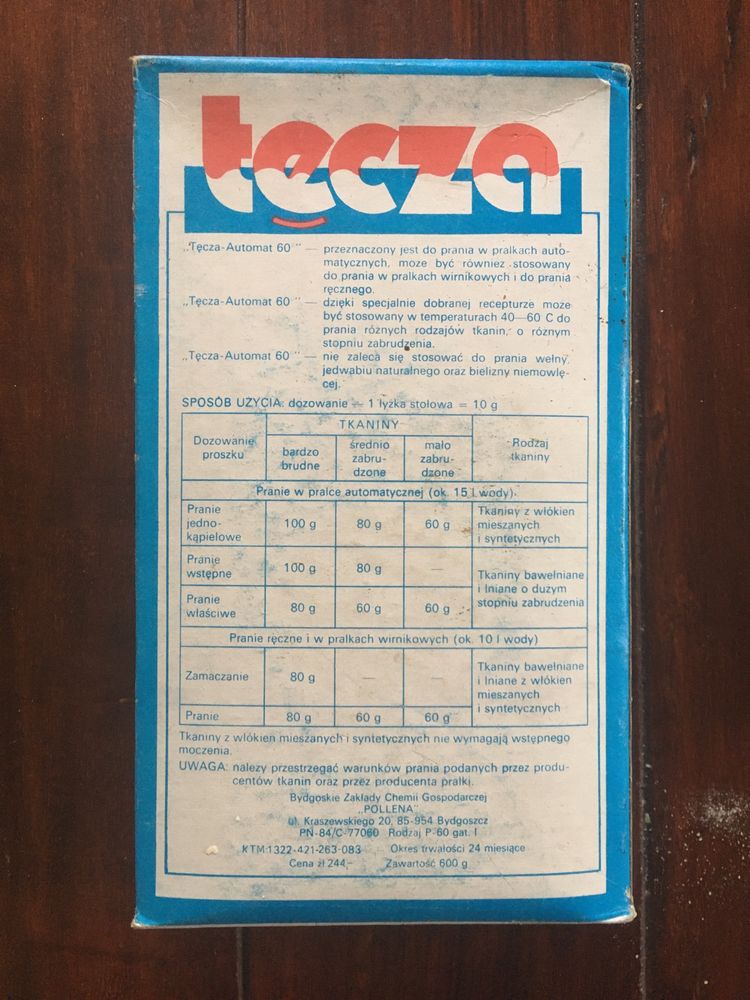 tęcza
„Tęcza-Automat 60°" — przeznaczony jest do prania w pralkach auto-
matycznych, może być również stosowany
do prania w pralkach wirnikowych i do prania
ręcznego.
„Tęcza-Automat 60°" — dzięki specjalnie dobranej recepturze może
być stosowany w temperaturach 40—60 C do
prania różnych rodzajów tkanin, o różnym
stopniu zabrudzenia.
„Tęcza-Automat 60°" — nie zaleca się stosować do prania wełny,
jedwabiu naturalnego oraz bielizny niemowlę-
cej.
SPOSÓB UŻYCIA: dozowanie — 1 łyżka stołowa = 10 g
TKANINY
Dozowanie
proszku
bardzo
brudne
średnio
zabru-
dzone
mało
zabru-
dzone
Rodzaj
tkaniny
Pranie w pralce automatycznej (ok. 15 l wody)
Pranie
jedno-
kąpielowe
100 g 80 g 60 g
Tkaniny z włókien
mieszanych
i syntetycznych
Pranie
wstępne
100 g 80 g —
Tkaniny bawełniane
i lniane o dużym
stopniu zabrudzenia
Pranie
właściwe
80 g 60 g 60 g
Pranie ręczne i w pralkach wirnikowych (ok. 10 l wody)
Zamaczanie 80 g — —
Tkaniny bawełniane
i lniane z włókien
mieszanych
i syntetycznych
Pranie 80 g 60 g 60 g
Tkaniny z włókien mieszanych i syntetycznych nie wymagają wstępnego
moczenia.
UWAGA: należy przestrzegać warunków prania podanych przez produ-
centów tkanin oraz przez producenta pralki.
Bydgoskie Zakłady Chemii Gospodarczej
„POLLENA"
ul. Kraszewskiego 20, 85-954 Bydgoszcz
PN-84/C-77060 Rodzaj P-60 gat. I
KTM 1322-421-263-083 Okres trwałości 24 miesiące
Cena zł 244,- Zawartość 600 g